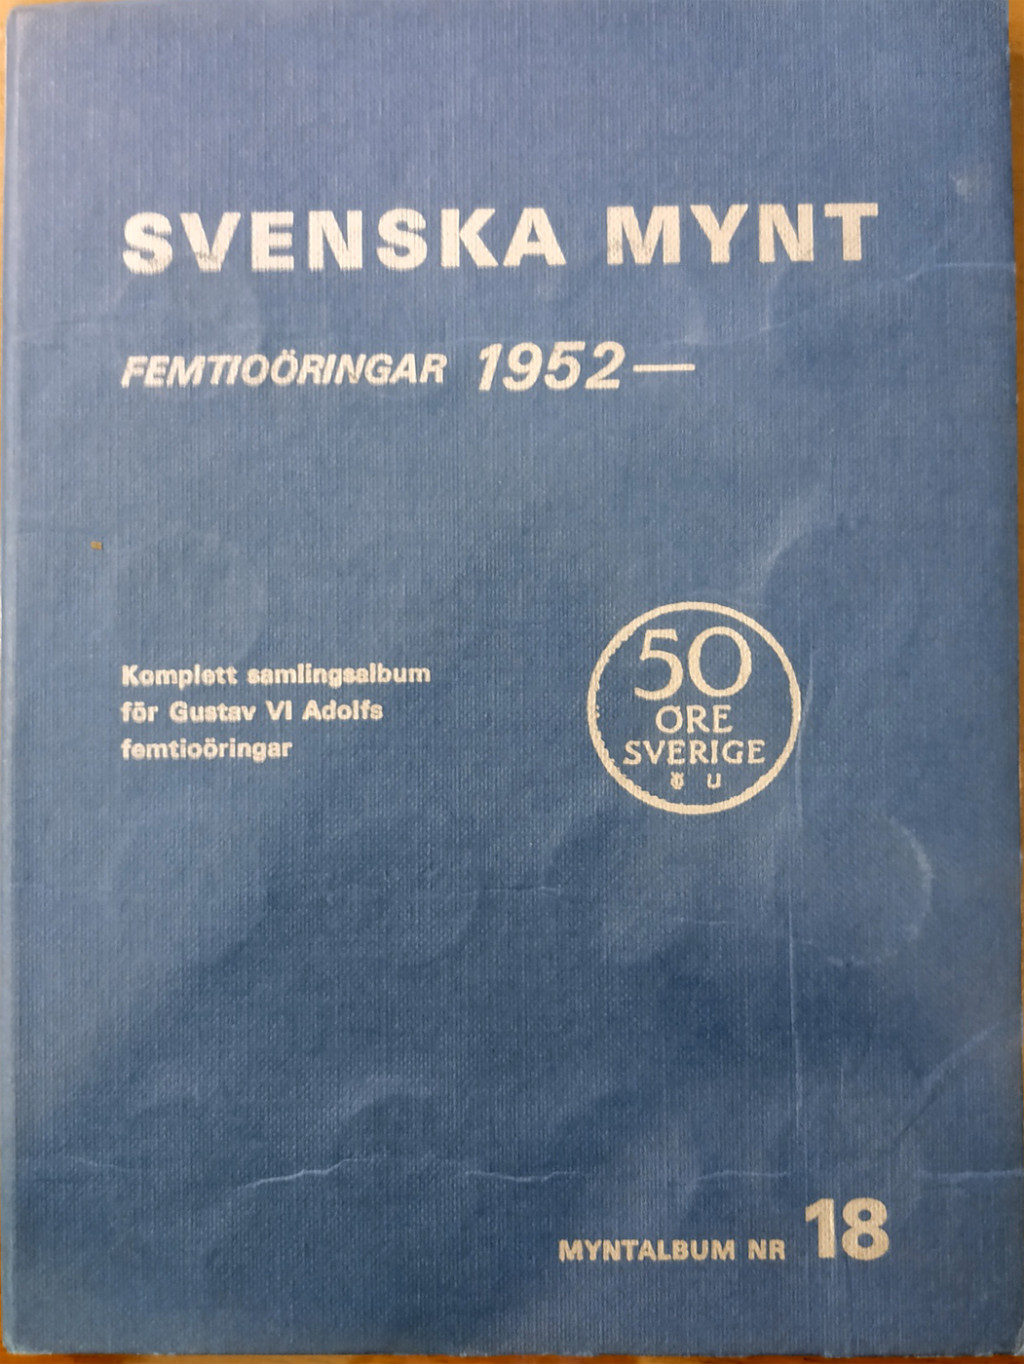 SVENSKA MYNT
FEMTIOÖRINGAR 1952—
Komplett samlingsalbum
för Gustav VI Adolfs
femtioöringar
50
ÖRE
SVERIGE
U
MYNTALBUM NR 18